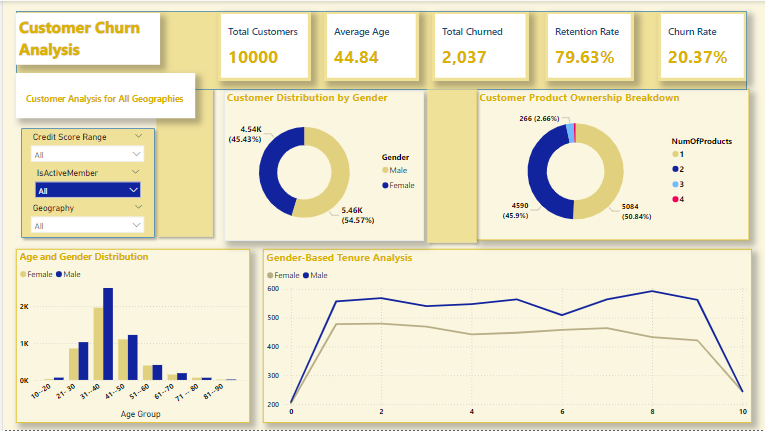 Customer Churn
Analysis
Total Customers
10000
Average Age
44.84
Total Churned
2,037
Retention Rate
79.63%
Churn Rate
20.37%
Customer Analysis for All Geographies
Credit Score Range
All
IsActiveMember
All
Geography
All
Customer Distribution by Gender
4.54K
(45.43%)
5.46K
(54.57%)
Gender
Male
Female
Customer Product Ownership Breakdown
266 (2.66%)
4590
(45.9%)
5084
(50.84%)
NumOfProducts
1
2
3
4
Age and Gender Distribution
Female Male
2K
1K
0K
10--20 21- 30 31--40 41--50 51--60 61--70 71 -- 80 81--90
Age Group
Gender-Based Tenure Analysis
Female Male
600
500
400
300
200
0 2 4 6 8 10